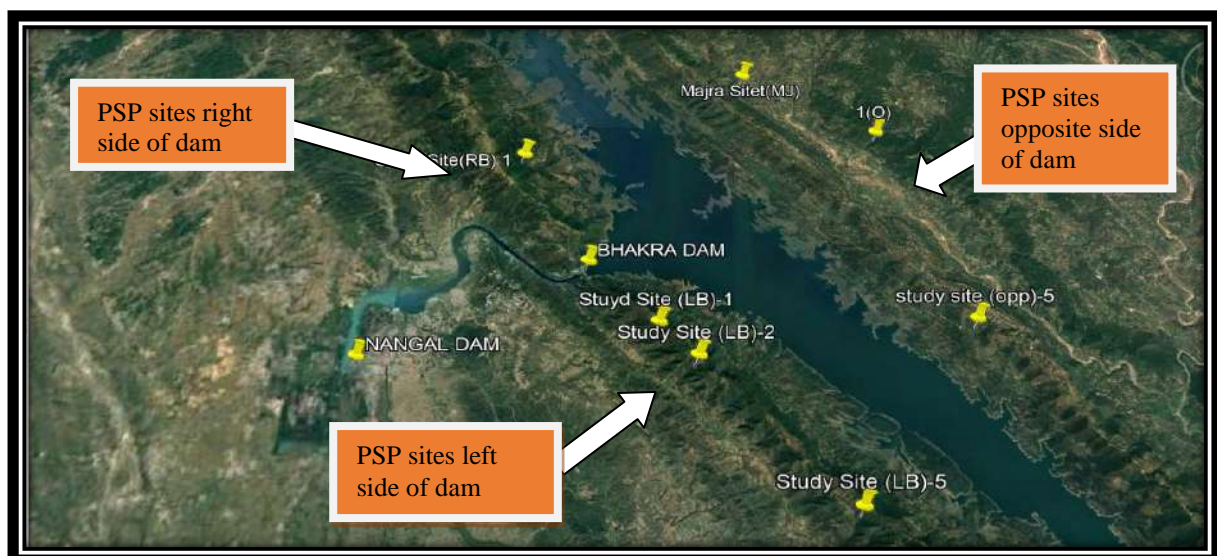 PSP sites right
side of dam
Majra Sitet(MJ)
1(O)
PSP sites
opposite side
of dam
Site(RB) 1
BHAKRA DAM
Stuyd Site (LB)-1
study site (opp)-5
Study Site (LB)-2
NANGAL DAM
PSP sites left
side of dam
Study Site (LB)-5